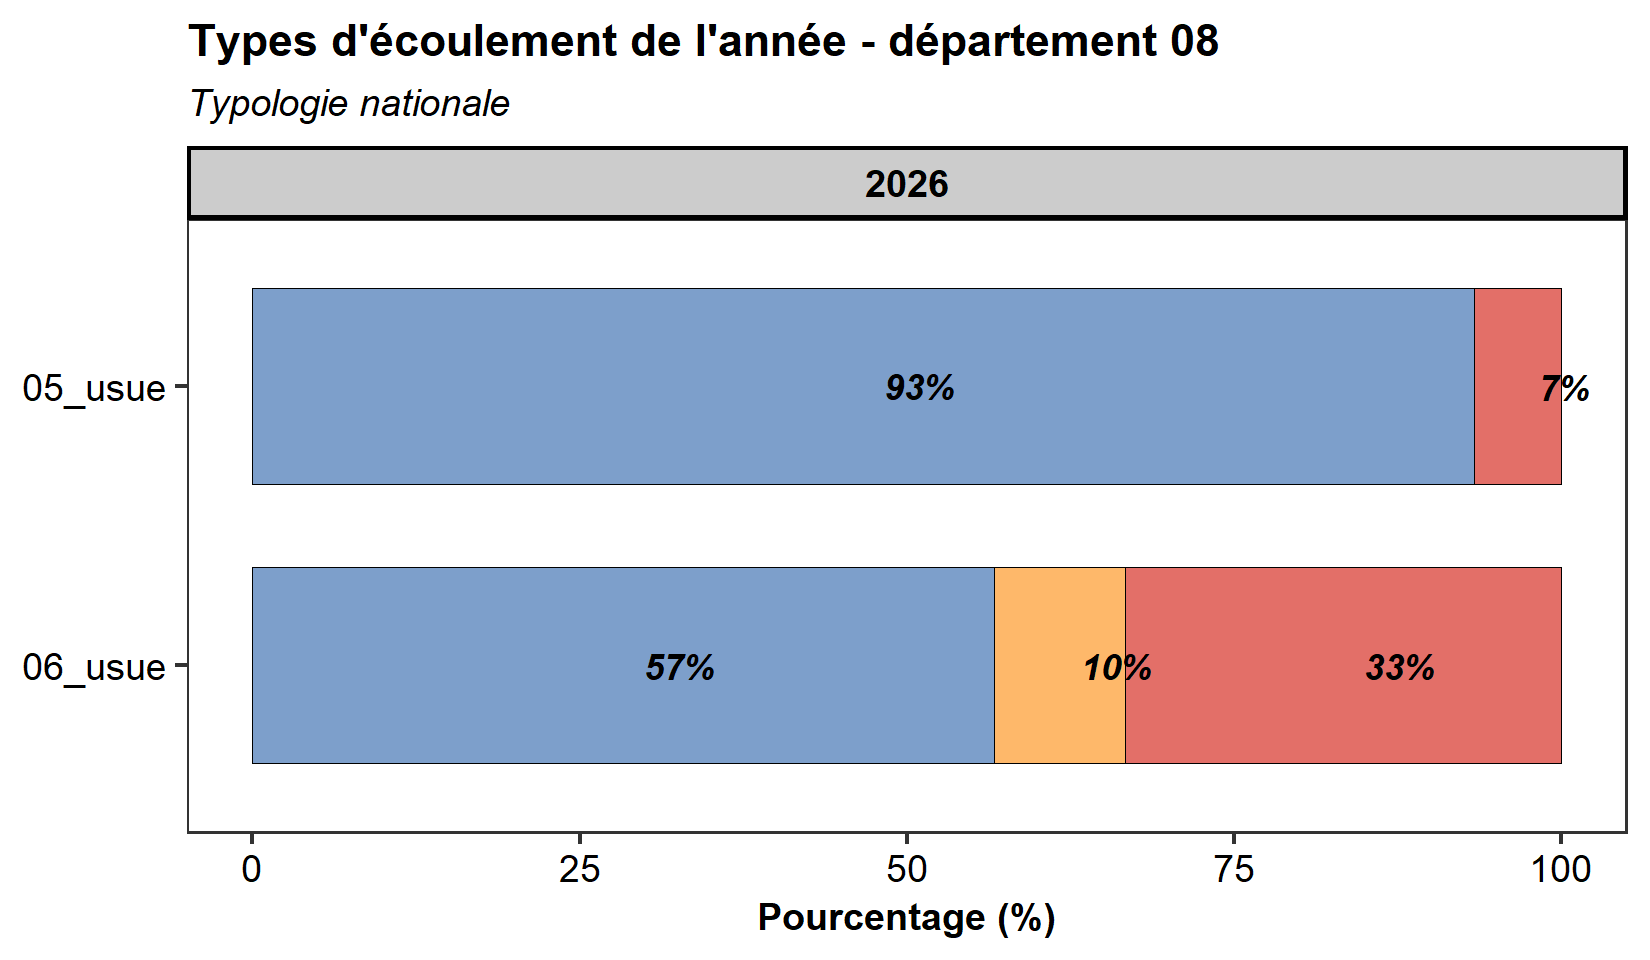 Types d'écoulement de l'année - département 08
Typologie nationale
2026
05_usue
93%
7%
06_usue
57%
10%
33%
0 25 50 75 100
Pourcentage (%)